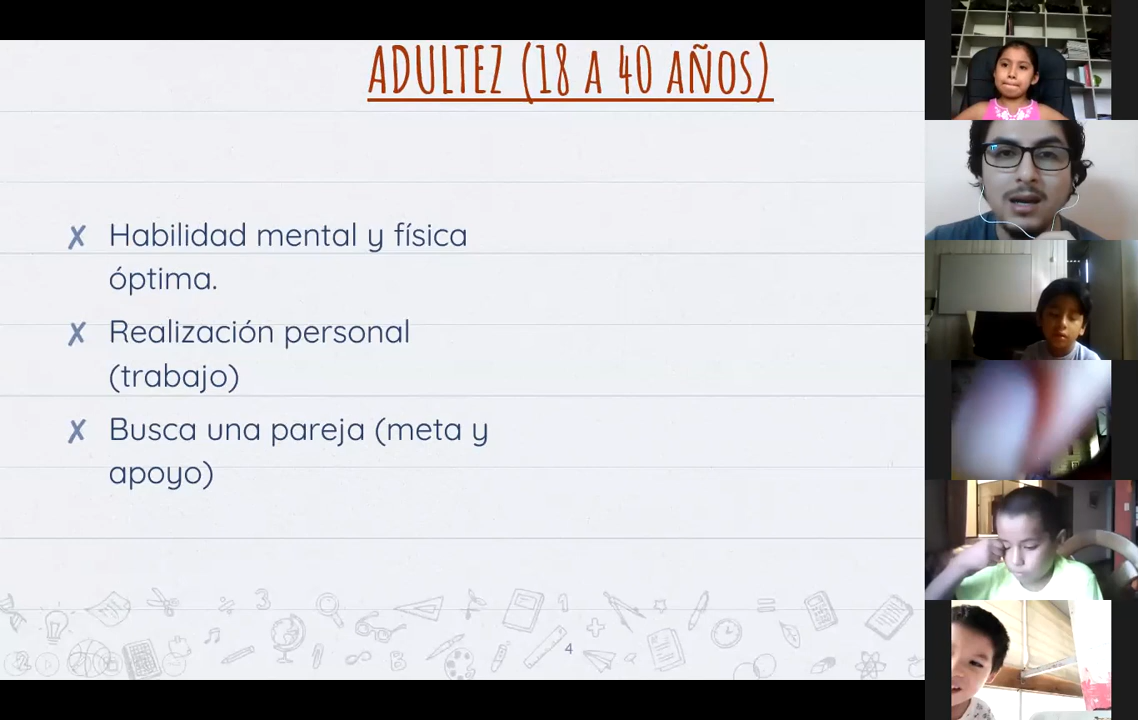 ADULTEZ (18 A 40 AÑOS)
Habilidad mental y física
óptima.
Realización personal
(trabajo)
Busca una pareja (meta y
apoyo)
4